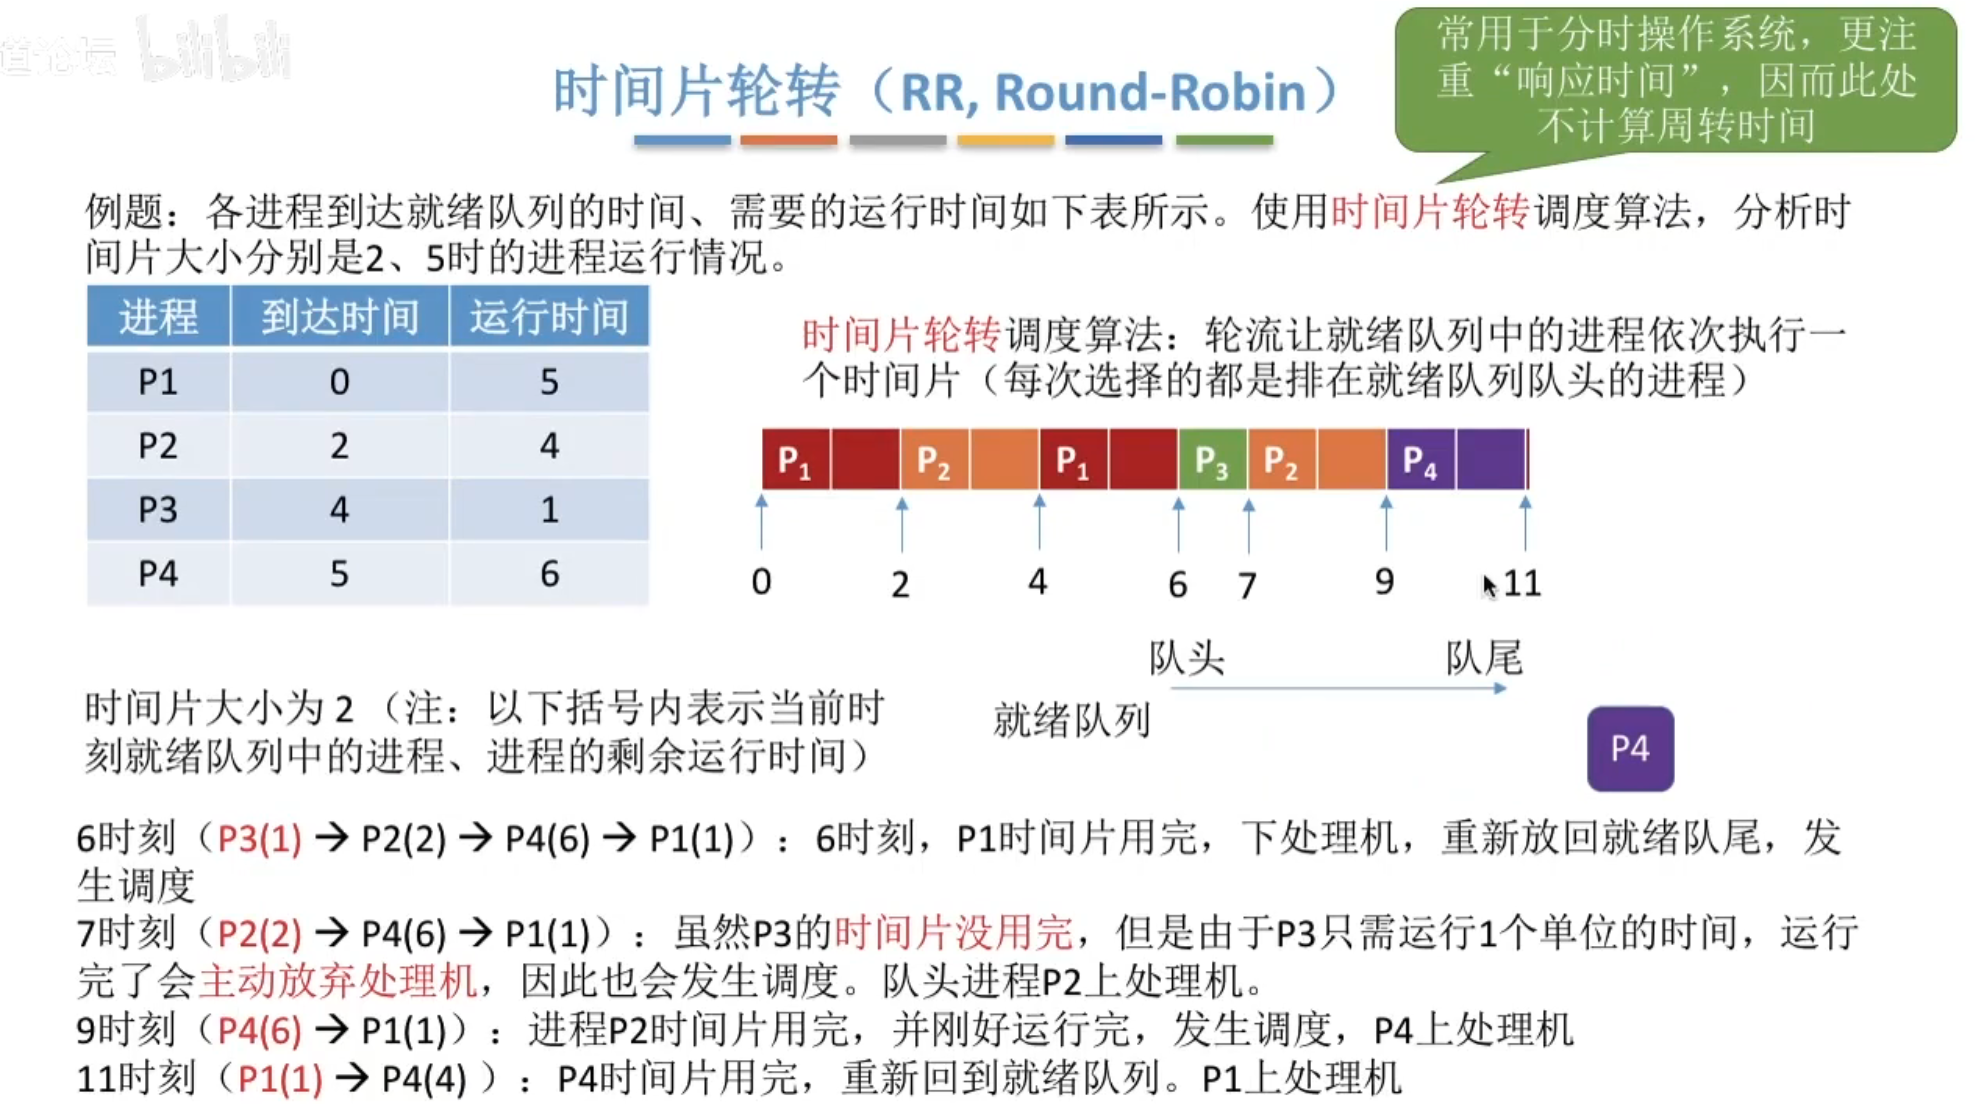 道论坛 bilibili
常用于分时操作系统，更注
重“响应时间”，因而此处
不计算周转时间
时间片轮转（RR, Round-Robin）
例题：各进程到达就绪队列的时间、需要的运行时间如下表所示。使用时间片轮转调度算法，分析时
间片大小分别是2、5时的进程运行情况。
进程 到达时间 运行时间
P1 0 5
P2 2 4
P3 4 1
P4 5 6
时间片轮转调度算法：轮流让就绪队列中的进程依次执行一
个时间片（每次选择的都是排在就绪队列队头的进程）
P1 P2 P1 P3 P2 P4
0 2 4 6 7 9 11
队头 队尾
就绪队列
P4
时间片大小为 2（注：以下括号内表示当前时
刻就绪队列中的进程、进程的剩余运行时间）
6时刻（P3(1) → P2(2) → P4(6) → P1(1)）：6时刻，P1时间片用完，下处理机，重新放回就绪队尾，发
生调度
7时刻（P2(2) → P4(6) → P1(1)）：虽然P3的时间片没用完，但是由于P3只需运行1个单位的时间，运行
完了会主动放弃处理机，因此也会发生调度。队头进程P2上处理机。
9时刻（P4(6) → P1(1)）：进程P2时间片用完，并刚好运行完，发生调度，P4上处理机
11时刻（P1(1) → P4(4) ）：P4时间片用完，重新回到就绪队列。P1上处理机